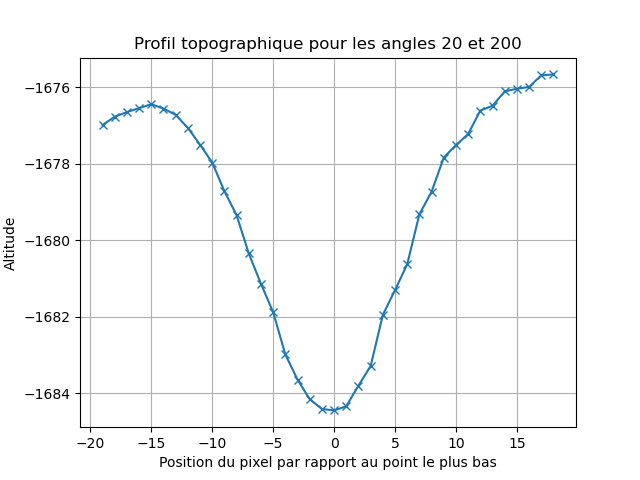 Profil topographique pour les angles 20 et 200
Altitude
−1676
−1678
−1680
−1682
−1684
−20 −15 −10 −5 0 5 10 15
Position du pixel par rapport au point le plus bas